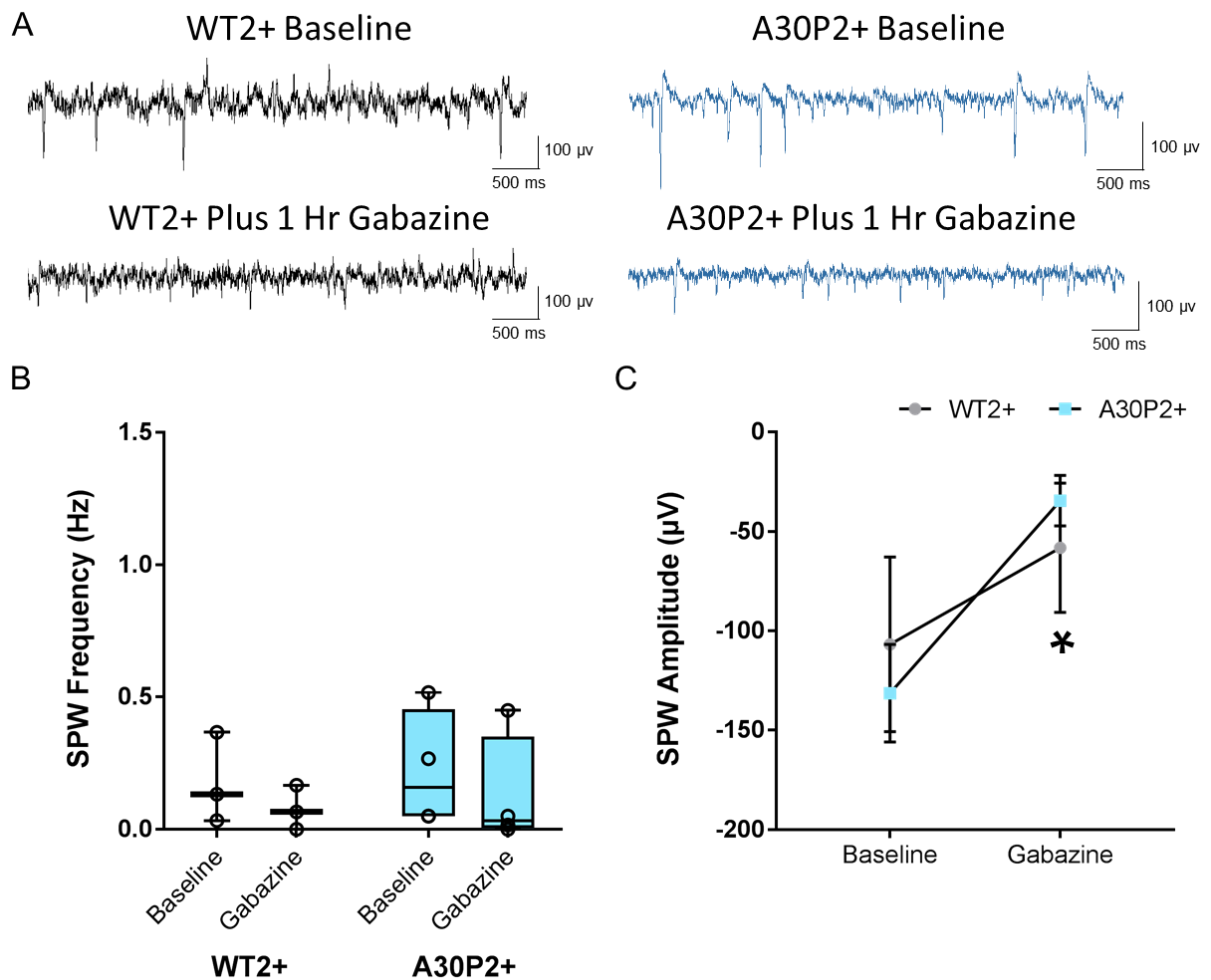 A
WT2+ Baseline
A30P2+ Baseline
100 µv
500 ms
100 µv
500 ms
WT2+ Plus 1 Hr Gabazine
A30P2+ Plus 1 Hr Gabazine
100 µv
500 ms
100 µv
500 ms
B
SPW Frequency (Hz)
1.5
1.0
0.5
0.0
Baseline
Gabazine
Baseline
Gabazine
WT2+
A30P2+
C
WT2+
A30P2+
SPW Amplitude (µV)
0
-50
-100
-150
-200
*
Baseline
Gabazine